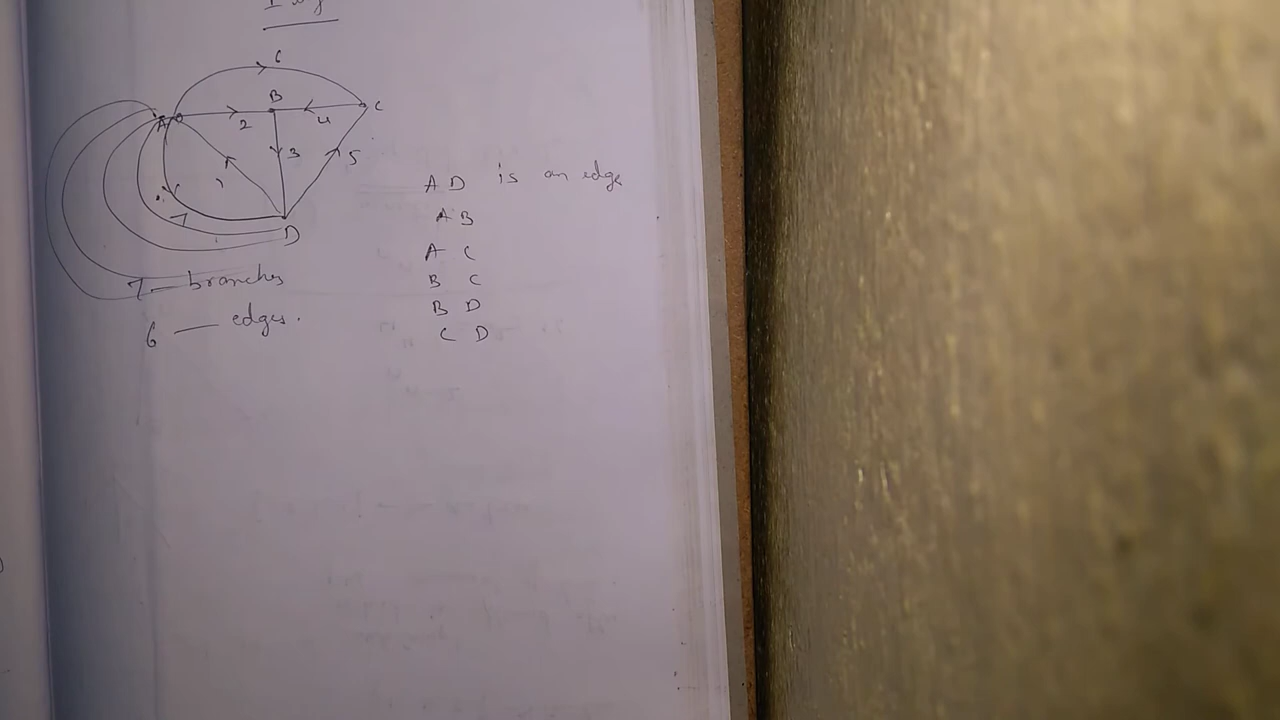 6
B
C
A
2
4
3
5
1
7
D
AD is an edge
AB
A C
B C
B D
C D
7 — branches
6 — edges.